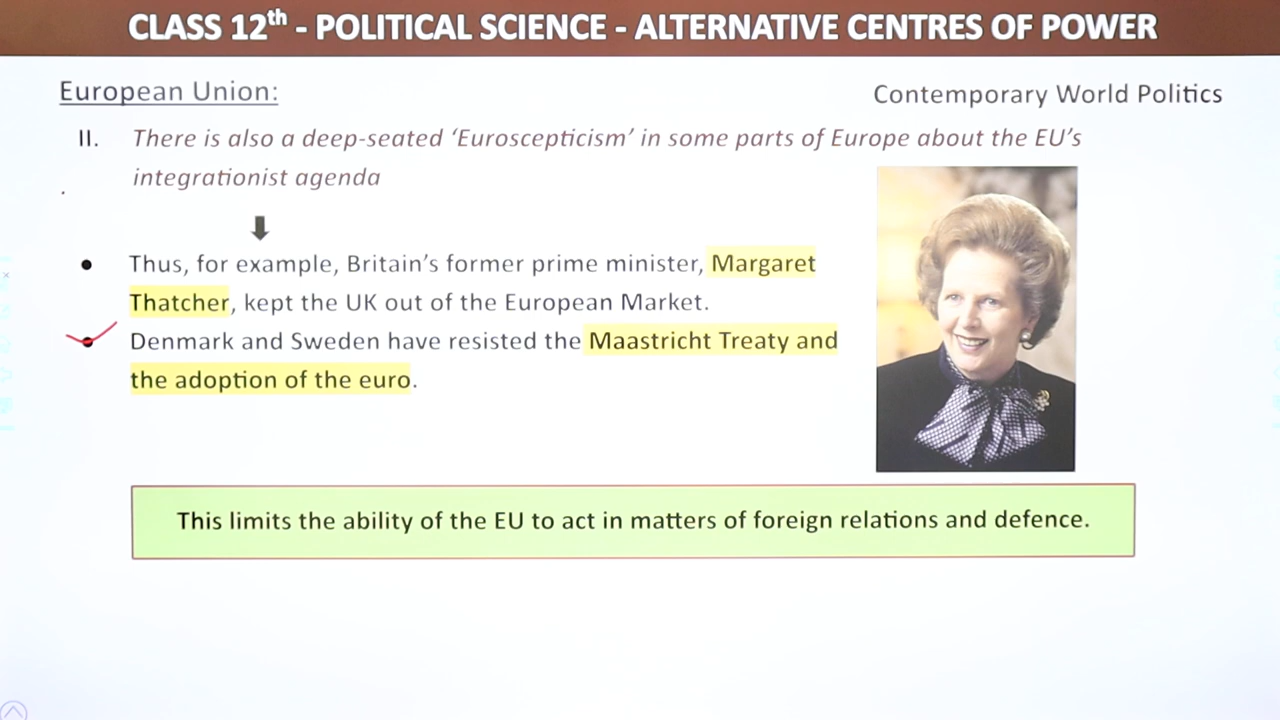 CLASS 12th - POLITICAL SCIENCE - ALTERNATIVE CENTRES OF POWER
European Union:
Contemporary World Politics
II. There is also a deep-seated ‘Euroscepticism’ in some parts of Europe about the EU’s
integrationist agenda
• Thus, for example, Britain’s former prime minister, Margaret
Thatcher, kept the UK out of the European Market.
• Denmark and Sweden have resisted the Maastricht Treaty and
the adoption of the euro.
This limits the ability of the EU to act in matters of foreign relations and defence.